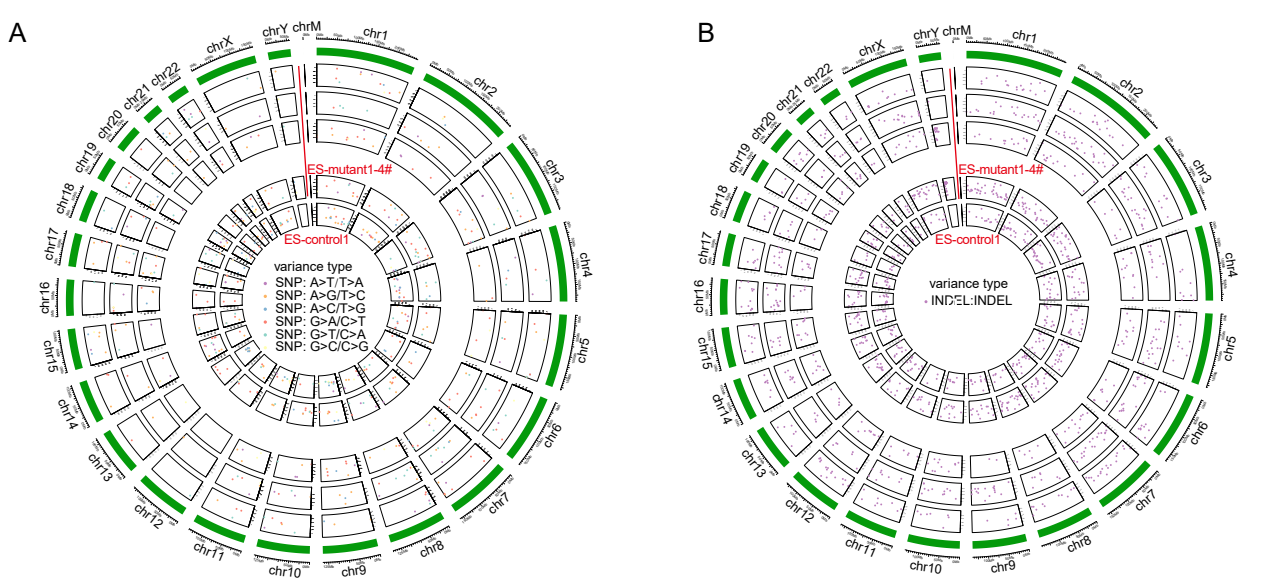 A
chrM
chr1
chr2
chr3
chr4
chr5
chr6
chr7
chr8
chr9
chr10
chr11
chr12
chr13
chr14
chr15
chr16
chr17
chr18
chr19
chr20
chr21
chr22
chrX
chrY
ES-mutant1-4#
ES-control1
variance type
SNP: A>T/T>A
SNP: A>G/T>C
SNP: A>C/T>G
SNP: G>A/C>T
SNP: G>T/C>A
SNP: G>C/C>G
B
chrM
chr1
chr2
chr3
chr4
chr5
chr6
chr7
chr8
chr9
chr10
chr11
chr12
chr13
chr14
chr15
chr16
chr17
chr18
chr19
chr20
chr21
chr22
chrX
chrY
ES-mutant1-4#
ES-control1
variance type
INDEL:INDEL